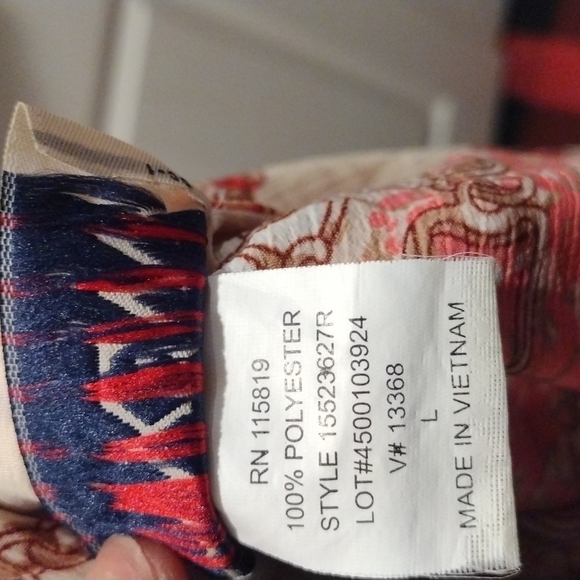 RN 115819
100% POLYESTER
STYLE 15523627R
LOT#4500103924
V# 13368
L
MADE IN VIETNAM